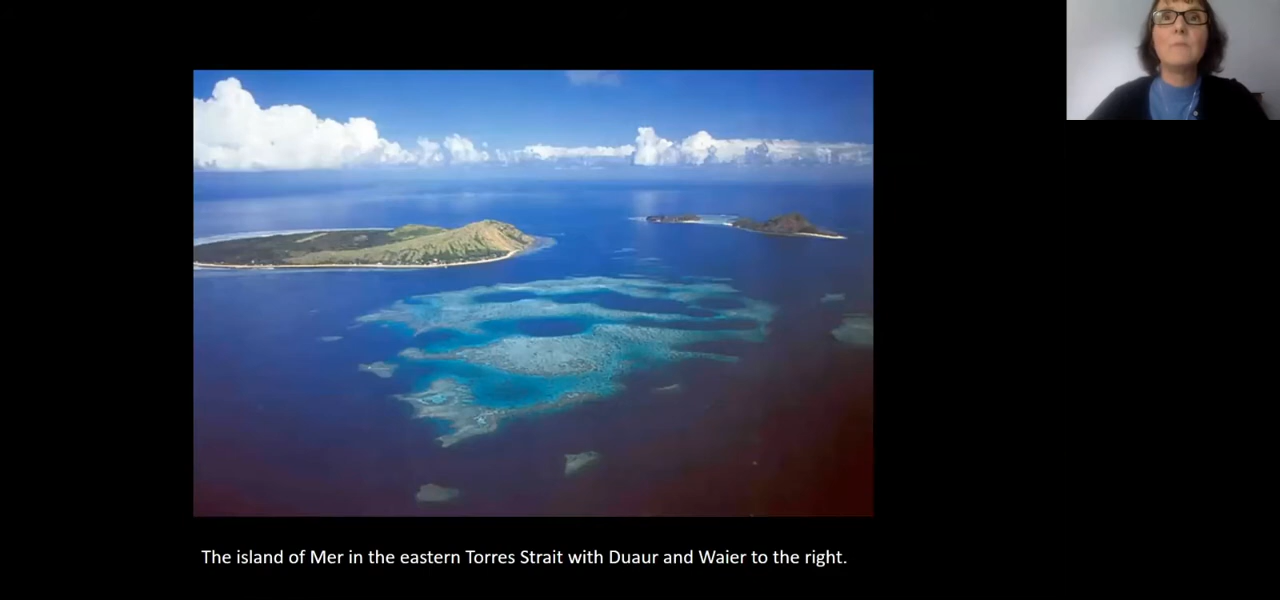 The island of Mer in the eastern Torres Strait with Duaur and Waier to the right.